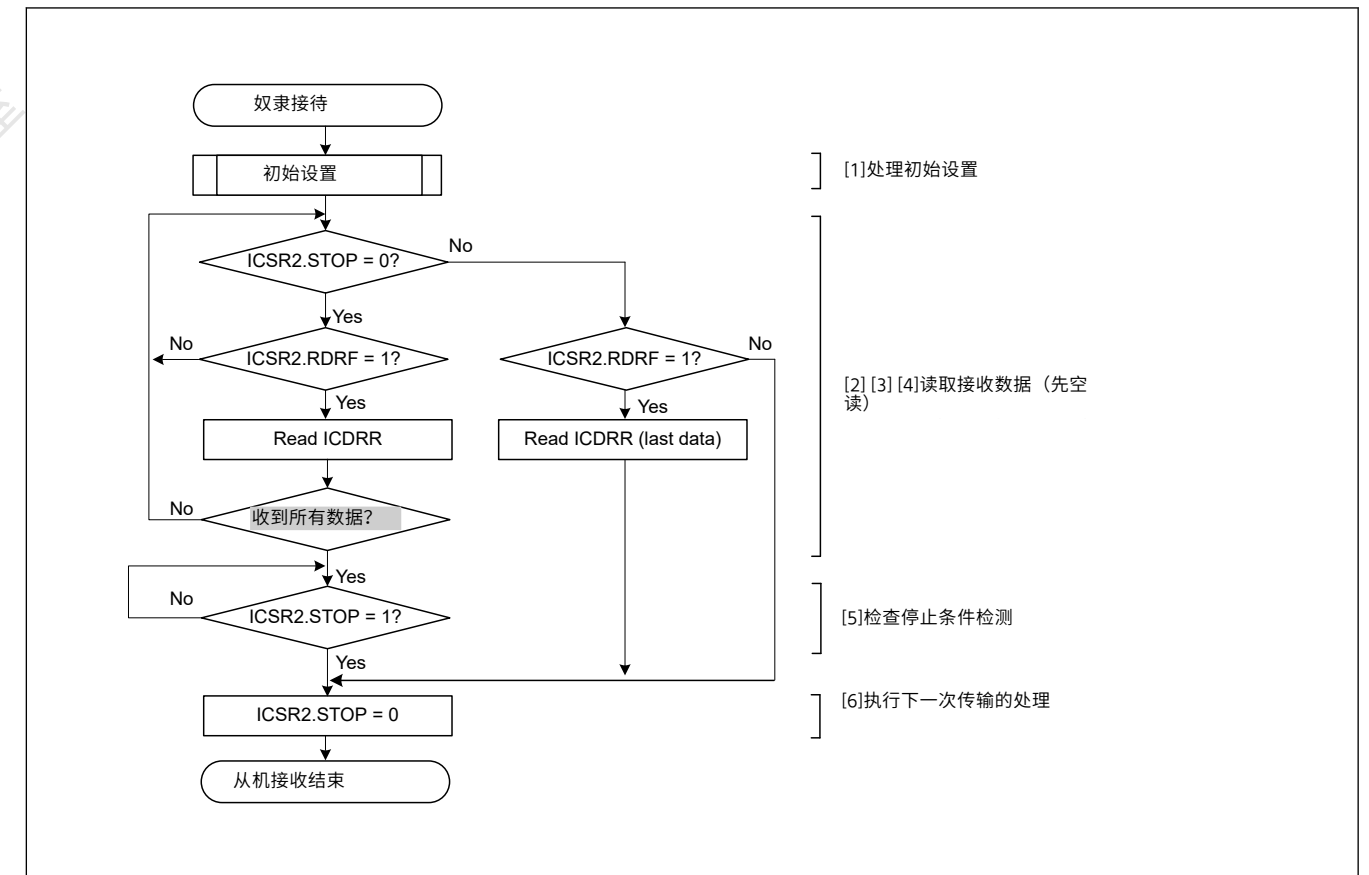 奴隶接待
初始设置
[1]处理初始设置
ICSR2.STOP = 0?
No
Yes
ICSR2.RDRF = 1?
No
Yes
ICSR2.RDRF = 1?
No
Yes
[2] [3] [4]读取接收数据（先空
读）
Read ICDRR
Read ICDRR (last data)
收到所有数据？
No
Yes
ICSR2.STOP = 1?
No
Yes
[5]检查停止条件检测
ICSR2.STOP = 0
[6]执行下一次传输的处理
从机接收结束